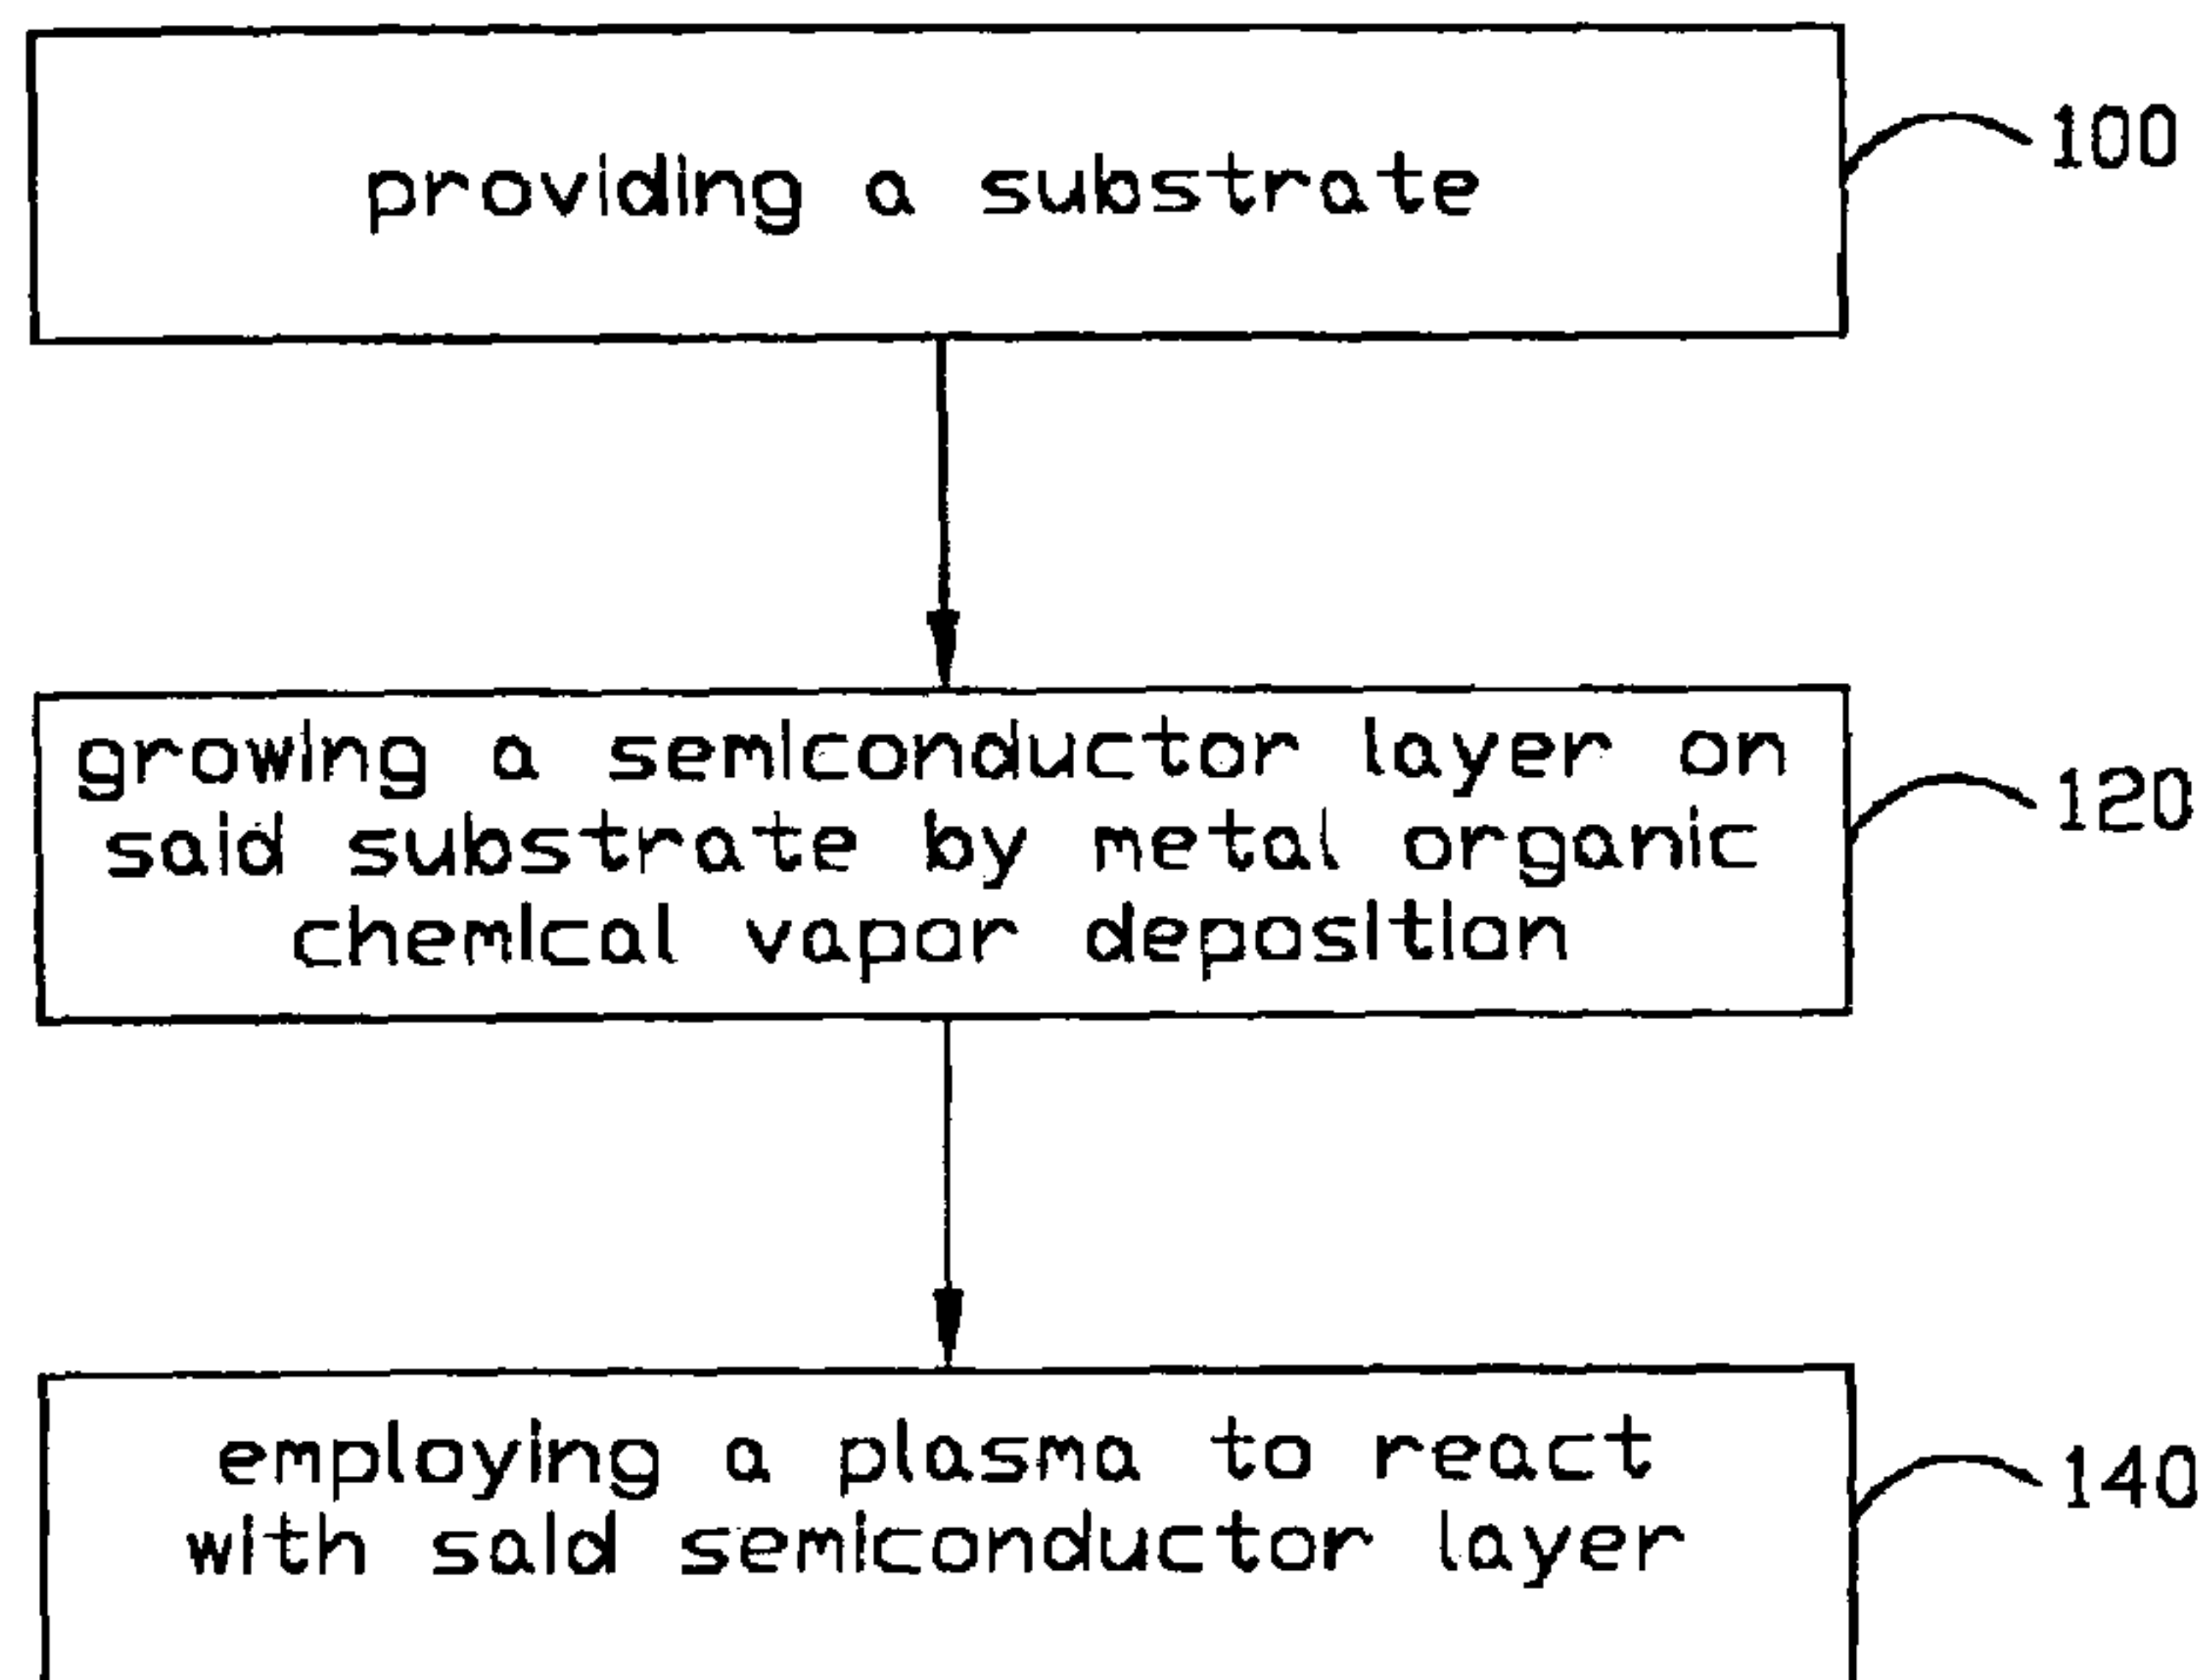 providing a substrate
100
growing a semiconductor layer on
said substrate by metal organic
chemical vapor deposition
120
employing a plasma to react
with said semiconductor layer
140